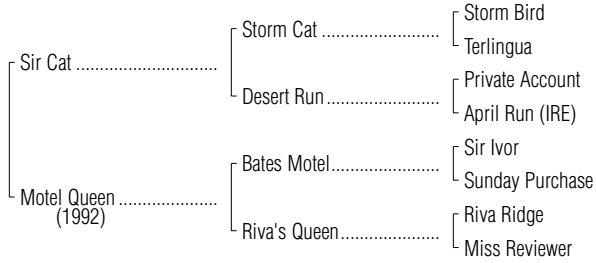 Storm Bird
Storm Cat ........................
Terlingua
Sir Cat .............................
Private Account
Desert Run .......................
April Run (IRE)
Sir Ivor
Bates Motel......................
Sunday Purchase
Motel Queen ....................
(1992)
Riva Ridge
Riva's Queen....................
Miss Reviewer